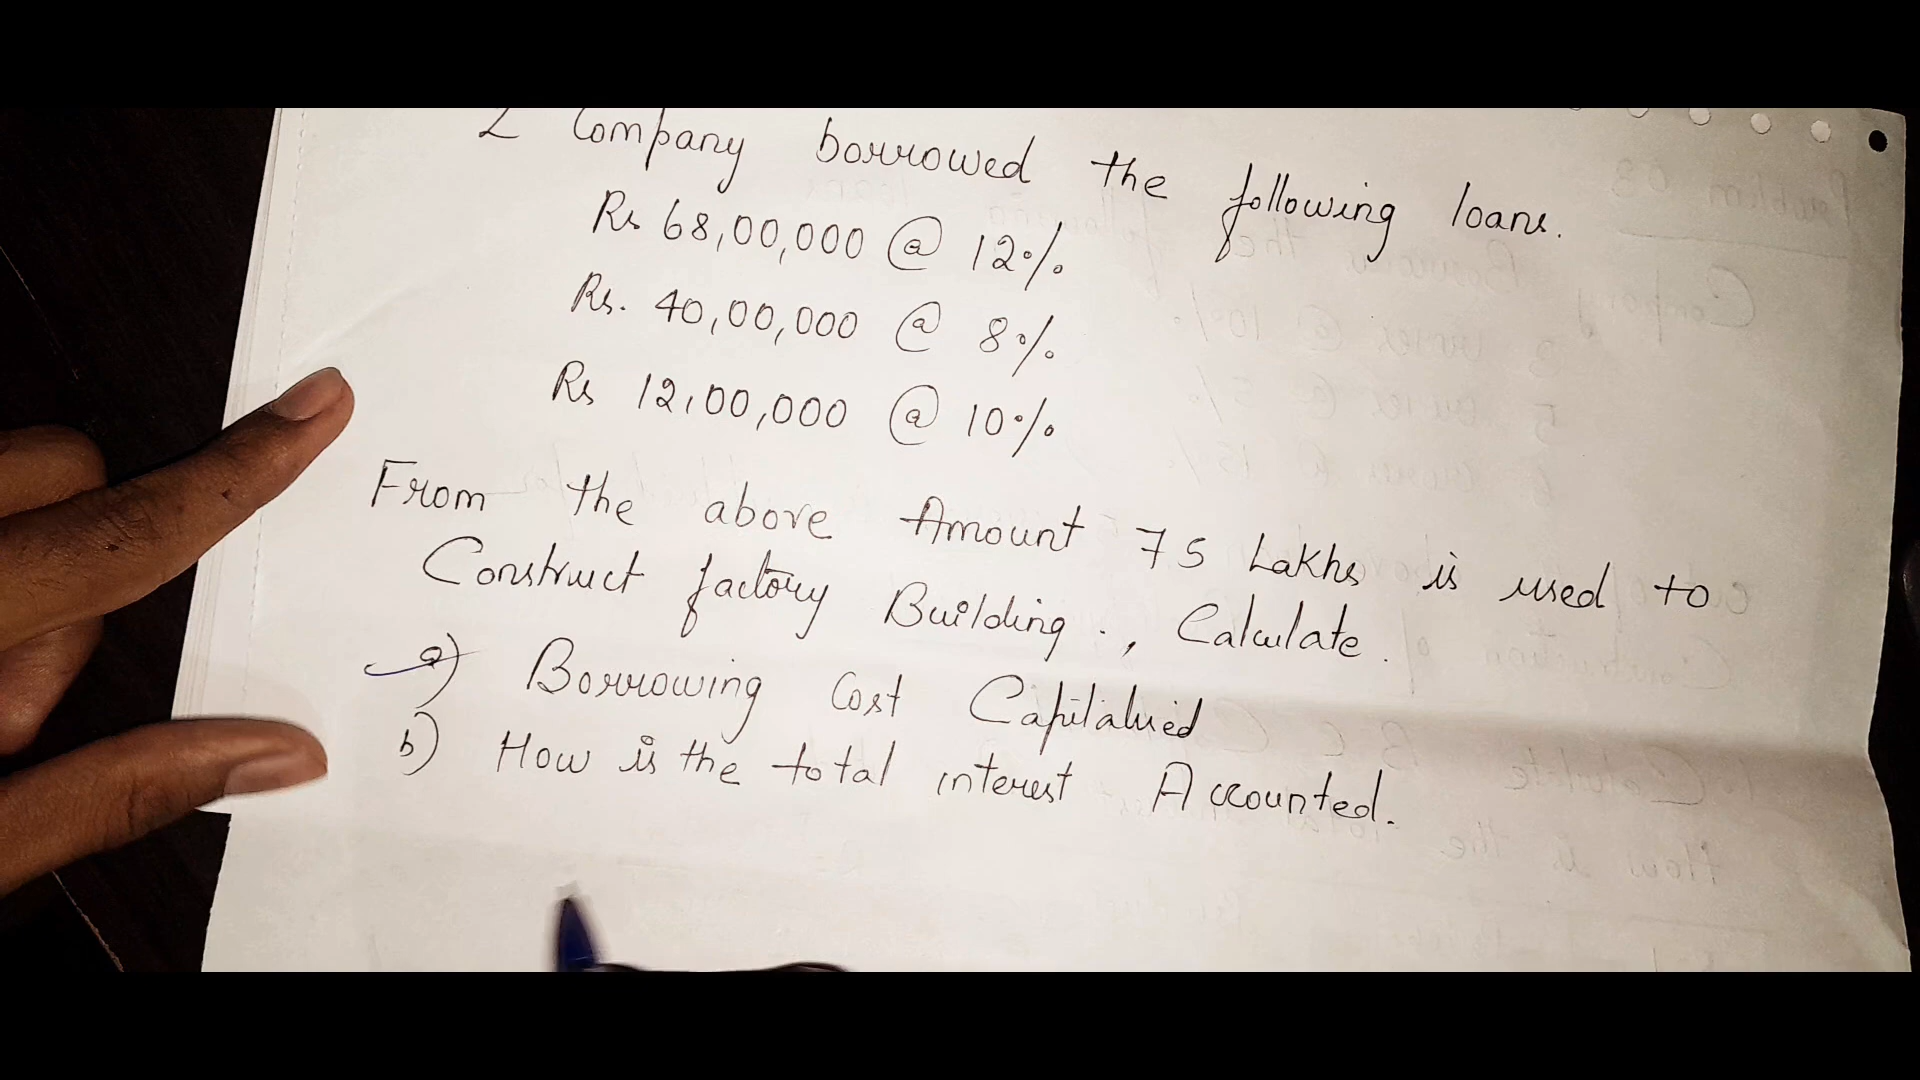 Company borrowed the following loans.
Rs 68,00,000 @ 12%
Rs. 40,00,000 @ 8%
Rs 12,00,000 @ 10%
From the above Amount 75 Lakhs is used to
Construct factory Building., Calculate.
a) Borrowing Cost Capitalised
b) How is the total interest Accounted.